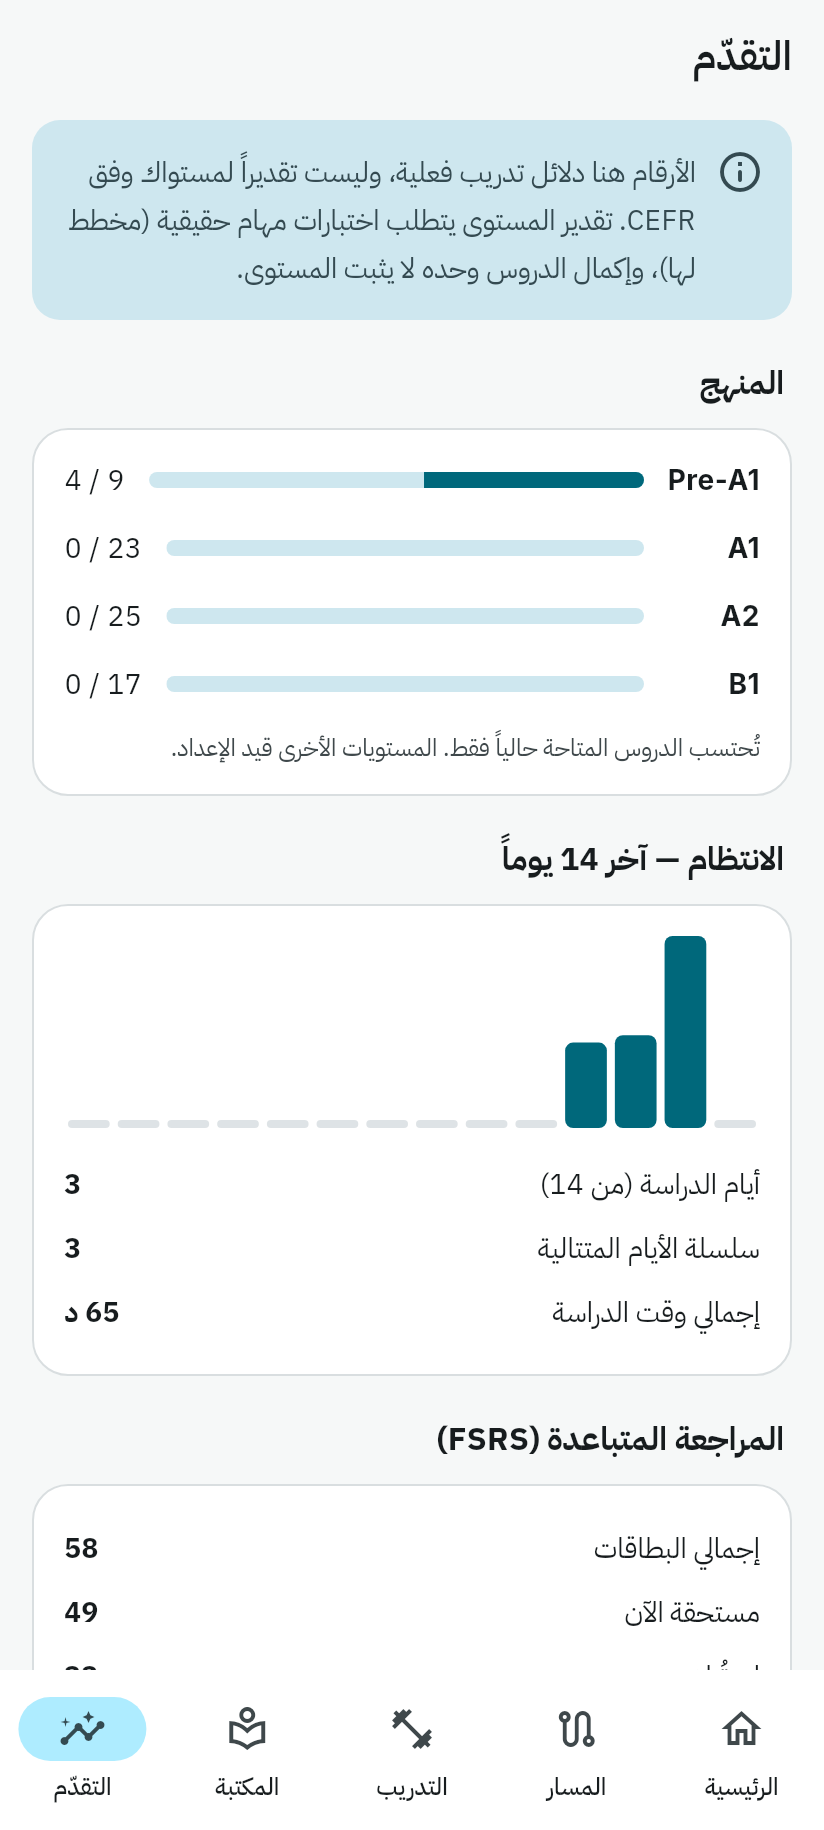 التقدّم
الأرقام هنا دلائل تدريب فعلية، وليست تقديراً لمستواك وفق
CEFR. تقدير المستوى يتطلب اختبارات مهام حقيقية (مخطط
لها)، وإكمال الدروس وحده لا يثبت المستوى.
المنهج
Pre-A1 4 / 9
A1 0 / 23
A2 0 / 25
B1 0 / 17
تُحتسب الدروس المتاحة حالياً فقط. المستويات الأخرى قيد الإعداد.
الانتظام — آخر 14 يوماً
أيام الدراسة (من 14) 3
سلسلة الأيام المتتالية 3
إجمالي وقت الدراسة 65 د
المراجعة المتباعدة (FSRS)
إجمالي البطاقات 58
مستحقة الآن 49
الرئيسية
المسار
التدريب
المكتبة
التقدّم